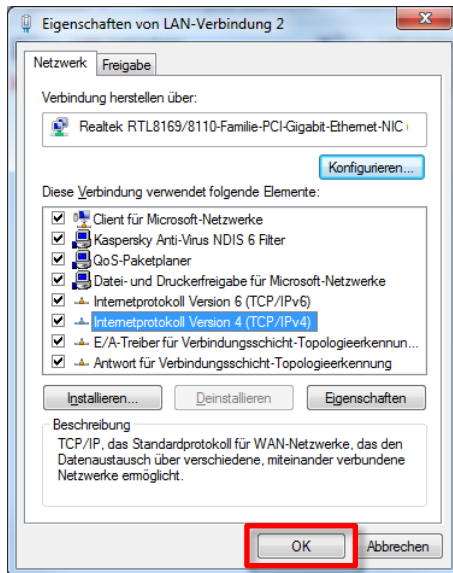 Eigenschaften von LAN-Verbindung 2
Netzwerk Freigabe
Verbindung herstellen über:
Realtek RTL8169/8110-Familie-PCI-Gigabit-Ethernet-NIC (
Konfigurieren...
Diese Verbindung verwendet folgende Elemente:
Client für Microsoft-Netzwerke
Kaspersky Anti-Virus NDIS 6 Filter
QoS-Paketplaner
Datei- und Druckerfreigabe für Microsoft-Netzwerke
Internetprotokoll Version 6 (TCP/IPv6)
Internetprotokoll Version 4 (TCP/IPv4)
E/A-Treiber für Verbindungsschicht-Topologieerkennun...
Antwort für Verbindungsschicht-Topologieerkennung
Installieren... Deinstallieren Eigenschaften
Beschreibung
TCP/IP, das Standardprotokoll für WAN-Netzwerke, das den
Datenaustausch über verschiedene, miteinander verbundene
Netzwerke ermöglicht.
OK Abbrechen